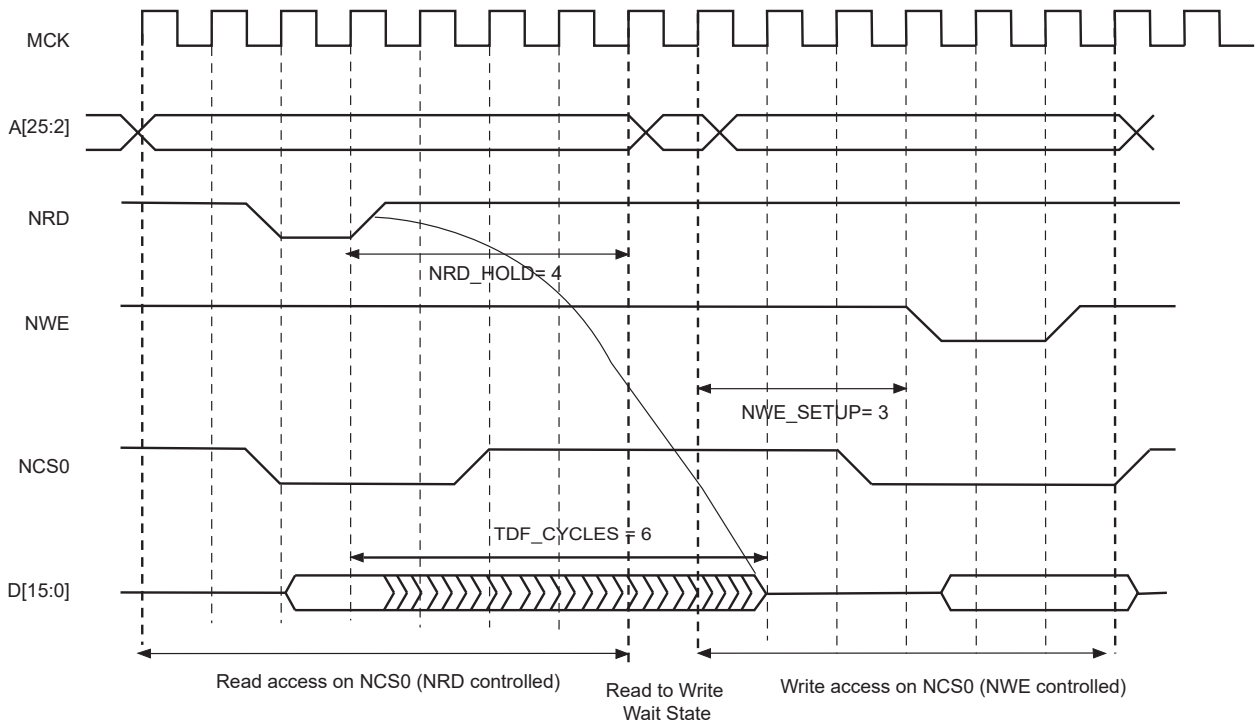 MCK
A[25:2]
NRD
NRD_HOLD= 4
NWE
NWE_SETUP= 3
NCS0
TDF_CYCLES = 6
D[15:0]
Read access on NCS0 (NRD controlled)
Read to Write
Wait State
Write access on NCS0 (NWE controlled)